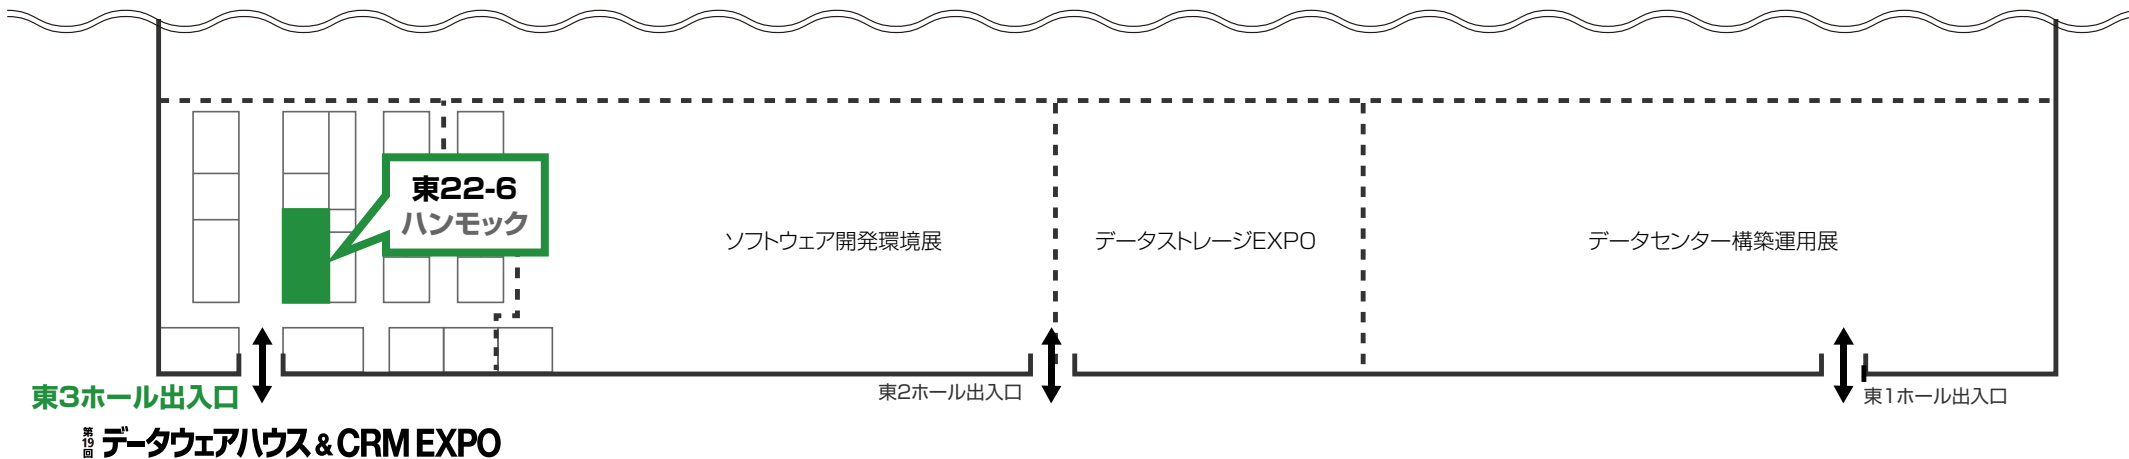 東22-6
ハンモック
ソフトウェア開発環境展
データストレージEXPO
データセンター構築運用展
東3ホール出入口
東2ホール出入口
東1ホール出入口
第19回 データウェアハウス & CRM EXPO